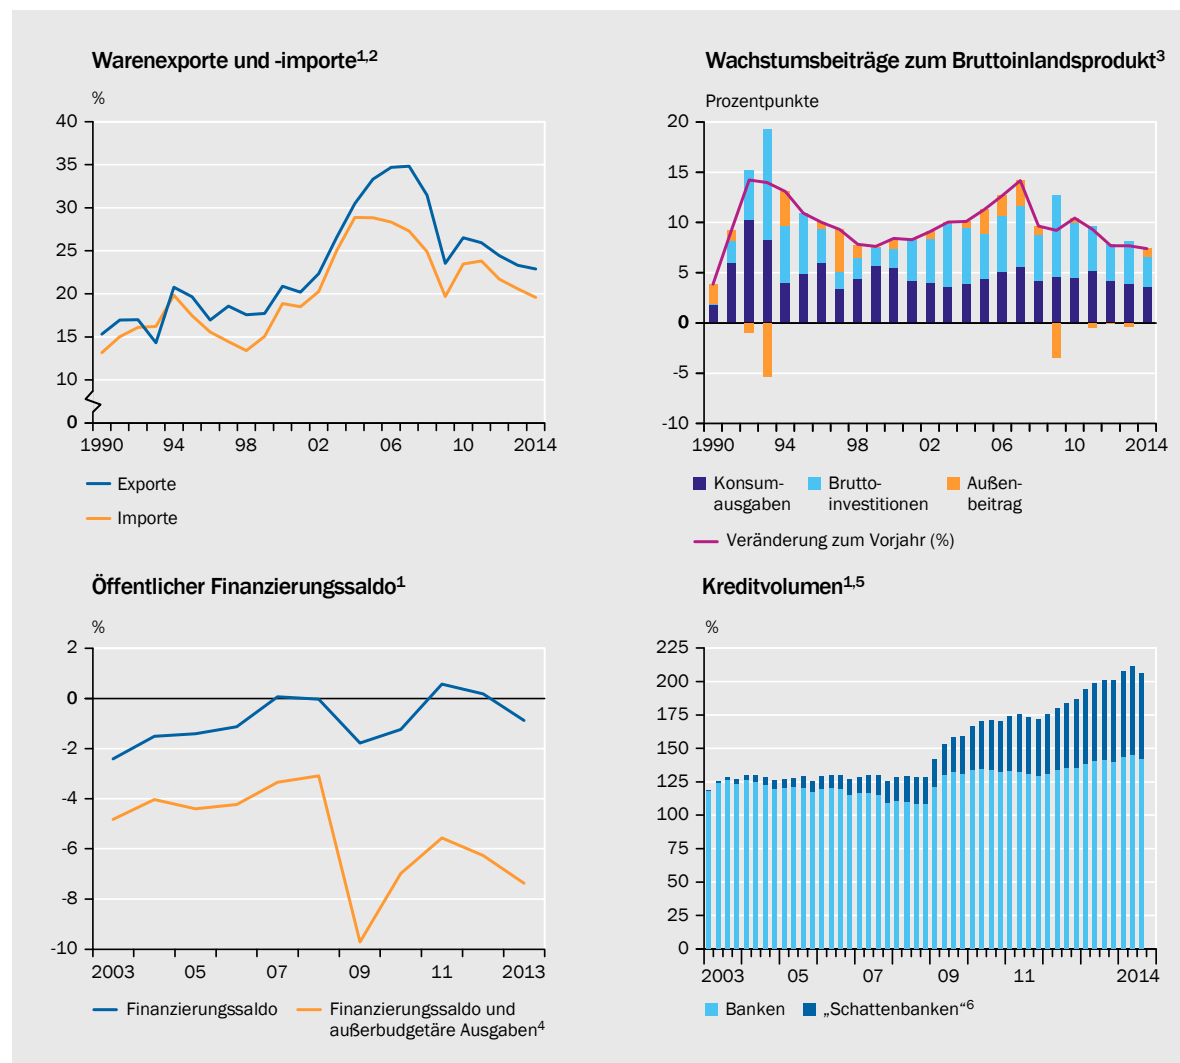 Warenexporte und -importe1,2
%
40
35
30
25
20
15
10
0
1990 94 98 02 06 10 2014
Exporte
Importe
Wachstumsbeiträge zum Bruttoinlandsprodukt3
Prozentpunkte
20
15
10
5
0
-5
-10
1990 94 98 02 06 10 2014
Konsum-
ausgaben
Brutto-
investitionen
Außen-
beitrag
Veränderung zum Vorjahr (%)
Öffentlicher Finanzierungssaldo1
%
2
0
-2
-4
-6
-8
-10
2003 05 07 09 11 2013
Finanzierungssaldo
Finanzierungssaldo und
außerbudgetäre Ausgaben4
Kreditvolumen1,5
%
225
200
175
150
125
100
75
50
25
0
2003 05 07 09 11 2014
Banken
„Schattenbanken“6